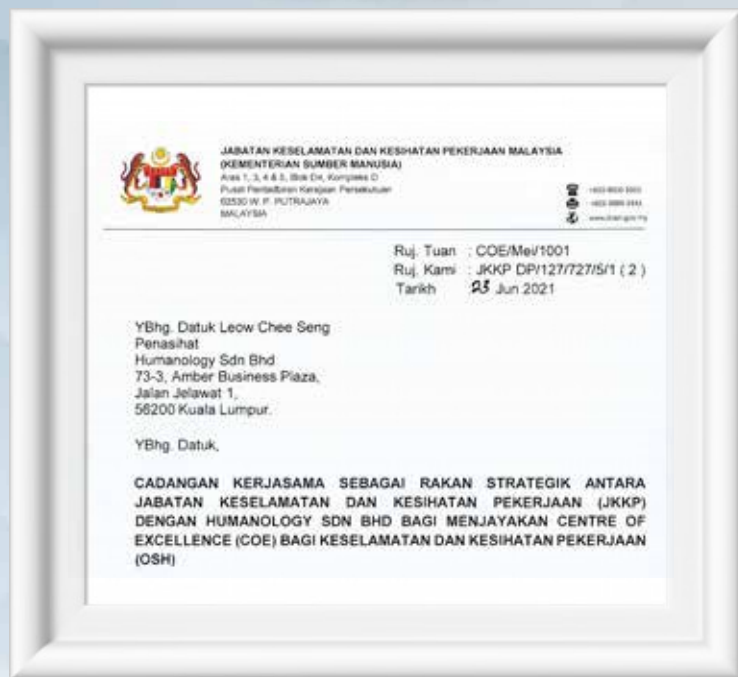 JABATAN KESELAMATAN DAN KESIHATAN PEKERJAAN MALAYSIA
(KEMENTERIAN SUMBER MANUSIA)
Aras 1, 3, 4 & 5, Blok D4, Kompleks D
Pusat Pentadbiran Kerajaan Persekutuan
62530 W. P. PUTRAJAYA
MALAYSIA
Ruj. Tuan : COE/Mei/1001
Ruj. Kami : JKKP DP/127/727/5/1 ( 2 )
Tarikh 23 Jun 2021
YBhg. Datuk Leow Chee Seng
Penasihat
Humanology Sdn Bhd
73-3, Amber Business Plaza,
Jalan Jelawat 1,
56200 Kuala Lumpur.
YBhg. Datuk,
CADANGAN KERJASAMA SEBAGAI RAKAN STRATEGIK ANTARA
JABATAN KESELAMATAN DAN KESIHATAN PEKERJAAN (JKKP)
DENGAN HUMANOLOGY SDN BHD BAGI MENJAYAKAN CENTRE OF
EXCELLENCE (COE) BAGI KESELAMATAN DAN KESIHATAN PEKERJAAN
(OSH)